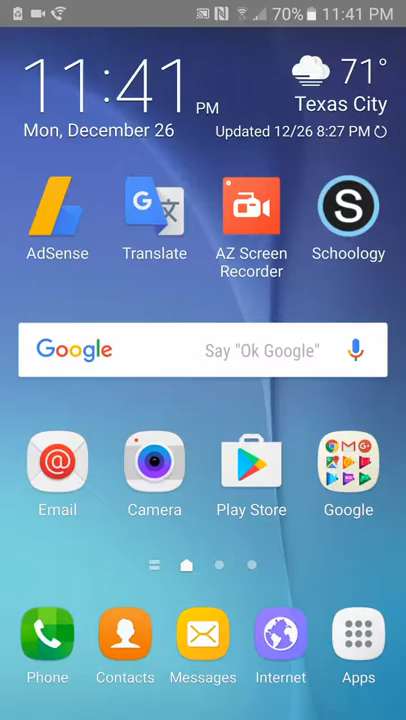 70% 11:41 PM
11:41 PM
71°
Texas City
Mon, December 26
Updated 12/26 8:27 PM
AdSense
Translate
AZ Screen Recorder
Schoology
Google
Say "Ok Google"
Email
Camera
Play Store
Google
Phone
Contacts
Messages
Internet
Apps